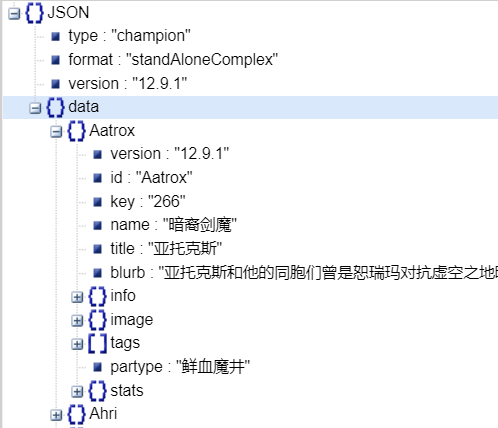 JSON
type : "champion"
format : "standAloneComplex"
version : "12.9.1"
data
Aatrox
version : "12.9.1"
id : "Aatrox"
key : "266"
name : "暗裔剑魔"
title : "亚托克斯"
blurb : "亚托克斯和他的同胞们曾是恕瑞玛对抗虚空之地
info
image
tags
partype : "鲜血魔井"
stats
Ahri